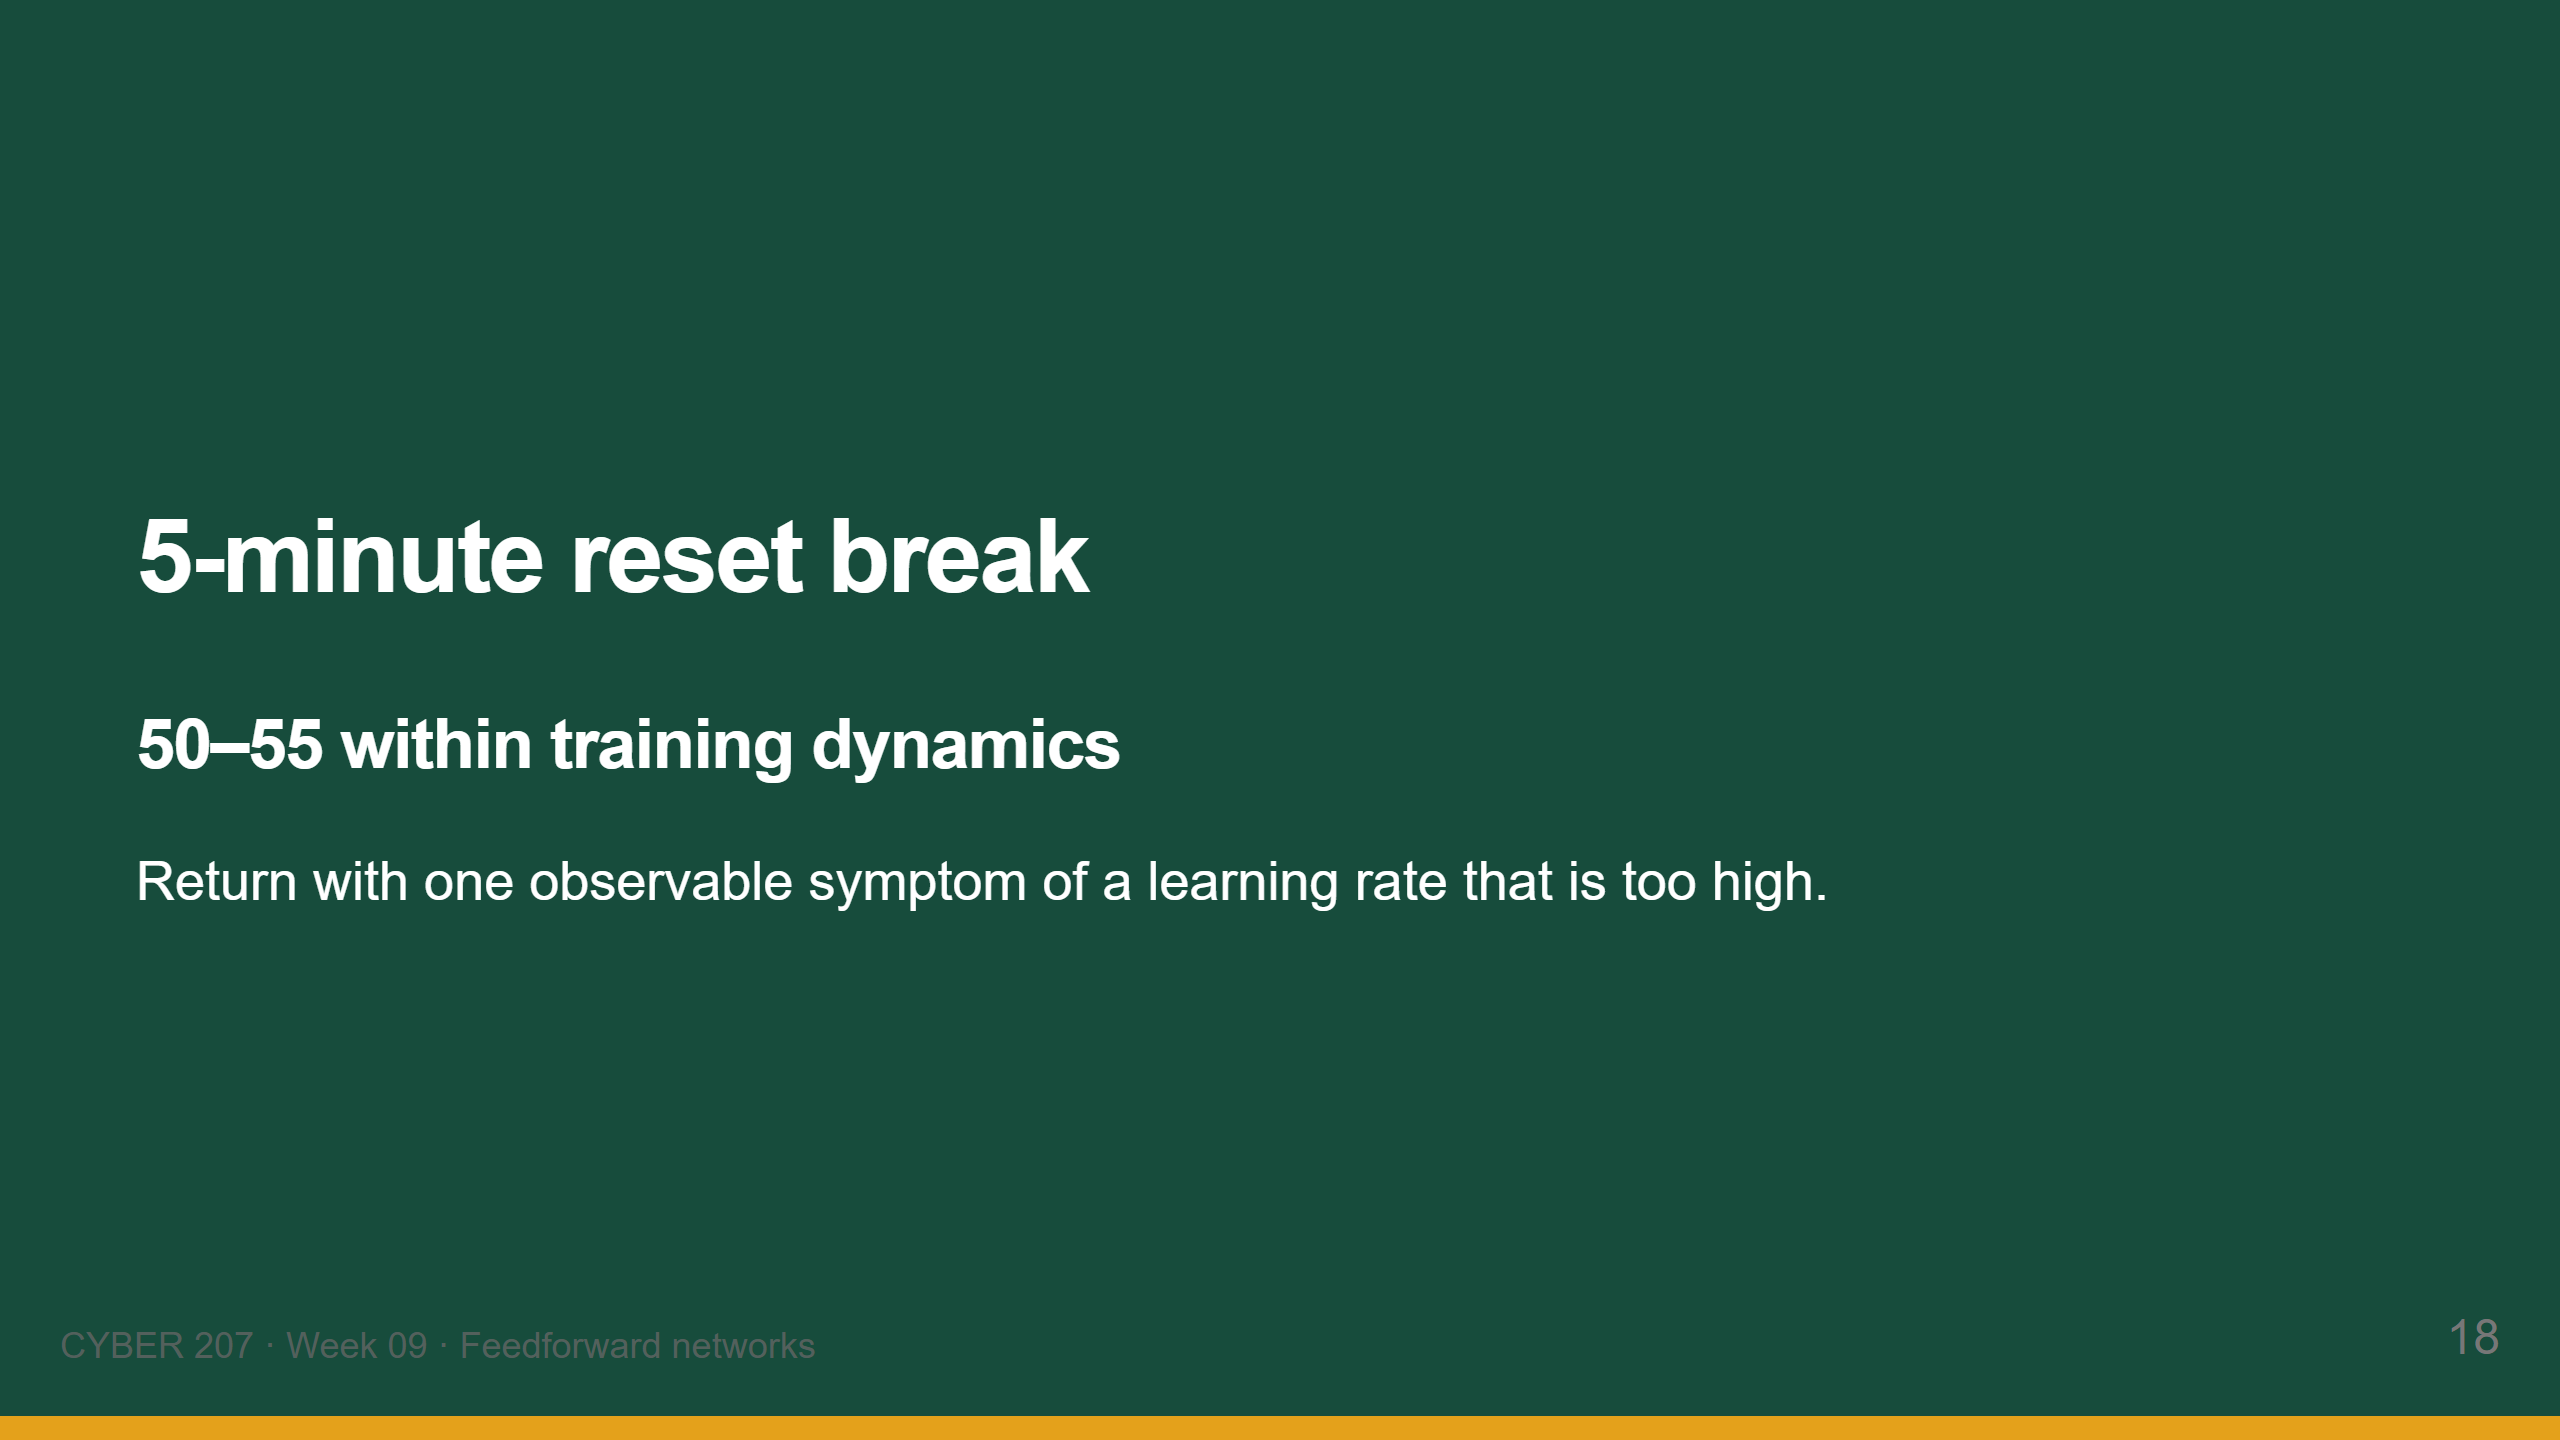 5-minute reset break
50–55 within training dynamics
Return with one observable symptom of a learning rate that is too high.
CYBER 207 · Week 09 · Feedforward networks
18